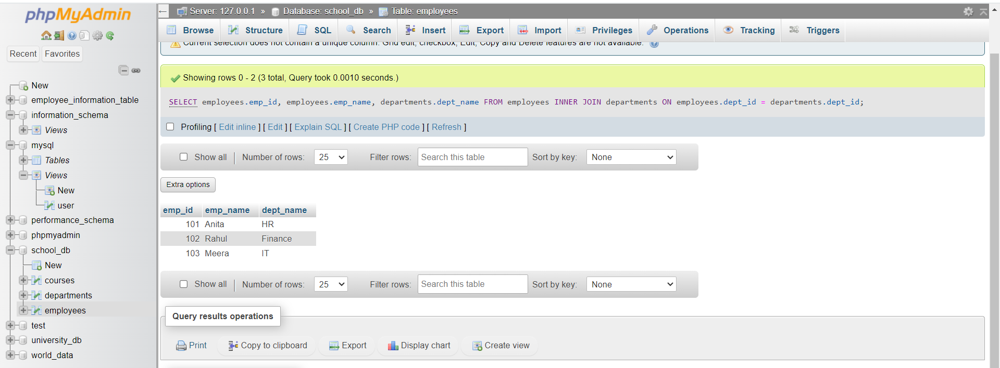 phpMyAdmin
Recent Favorites
New
employee_information_table
information_schema
Views
mysql
Tables
Views
New
user
performance_schema
phpmyadmin
school_db
New
courses
departments
employees
test
university_db
world_data
Server: 127.0.0.1 » Database: school_db » Table: employees
Browse Structure SQL Search Insert Export Import Privileges Operations Tracking Triggers
Current selection does not contain a unique column. Grid edit, checkbox, Edit, Copy and Delete features are not available.
Showing rows 0 - 2 (3 total, Query took 0.0010 seconds.)
SELECT employees.emp_id, employees.emp_name, departments.dept_name FROM employees INNER JOIN departments ON employees.dept_id = departments.dept_id;
Profiling [ Edit inline ] [ Edit ] [ Explain SQL ] [ Create PHP code ] [ Refresh ]
Show all Number of rows: 25 Filter rows: Search this table Sort by key: None
Extra options
emp_id emp_name dept_name
101 Anita HR
102 Rahul Finance
103 Meera IT
Show all Number of rows: 25 Filter rows: Search this table Sort by key: None
Query results operations
Print Copy to clipboard Export Display chart Create view